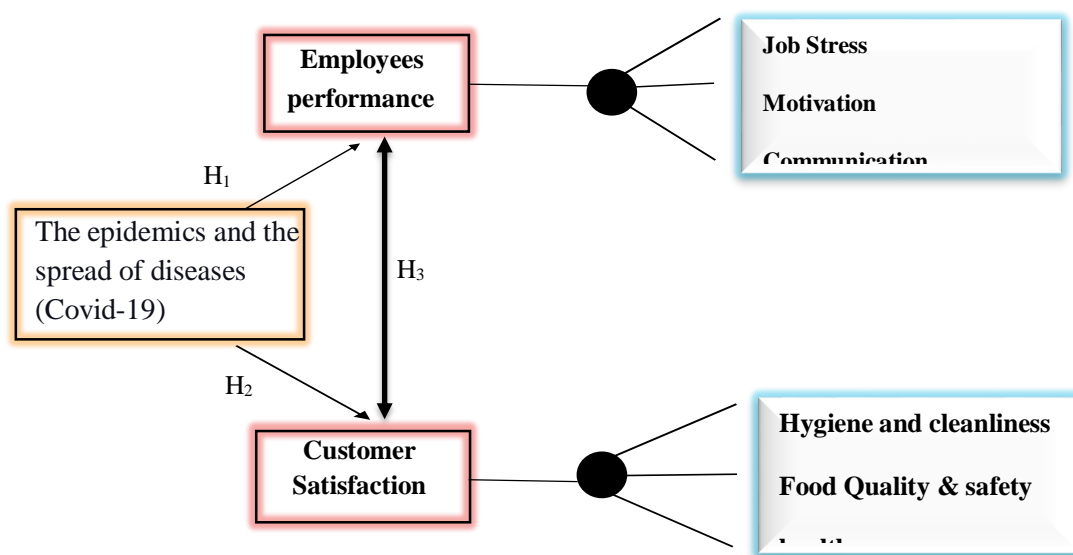 Employees
performance
Job Stress
Motivation
Communication
H₁
The epidemics and the
spread of diseases
(Covid-19)
H₃
H₂
Customer
Satisfaction
Hygiene and cleanliness
Food Quality & safety